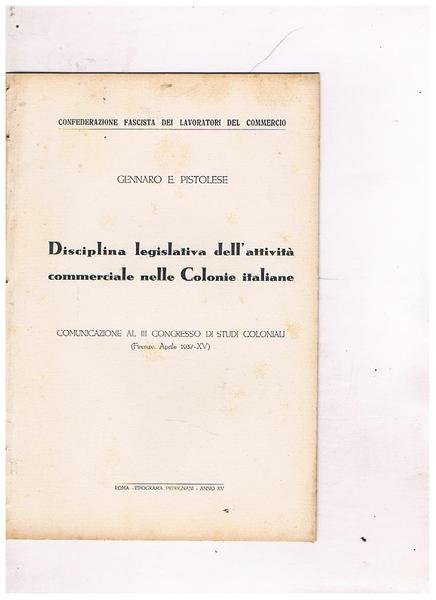 CONFEDERAZIONE FASCISTA DEI LAVORATORI DEL COMMERCIO
GENNARO E. PISTOLESE
Disciplina legislativa dell'attività
commerciale nelle Colonie italiane
COMUNICAZIONE AL III CONGRESSO DI STUDI COLONIALI
(Firenze, Aprile 1937-XV)
ROMA - TIPOGRAFIA PIERSIGNANI - ANNO XV